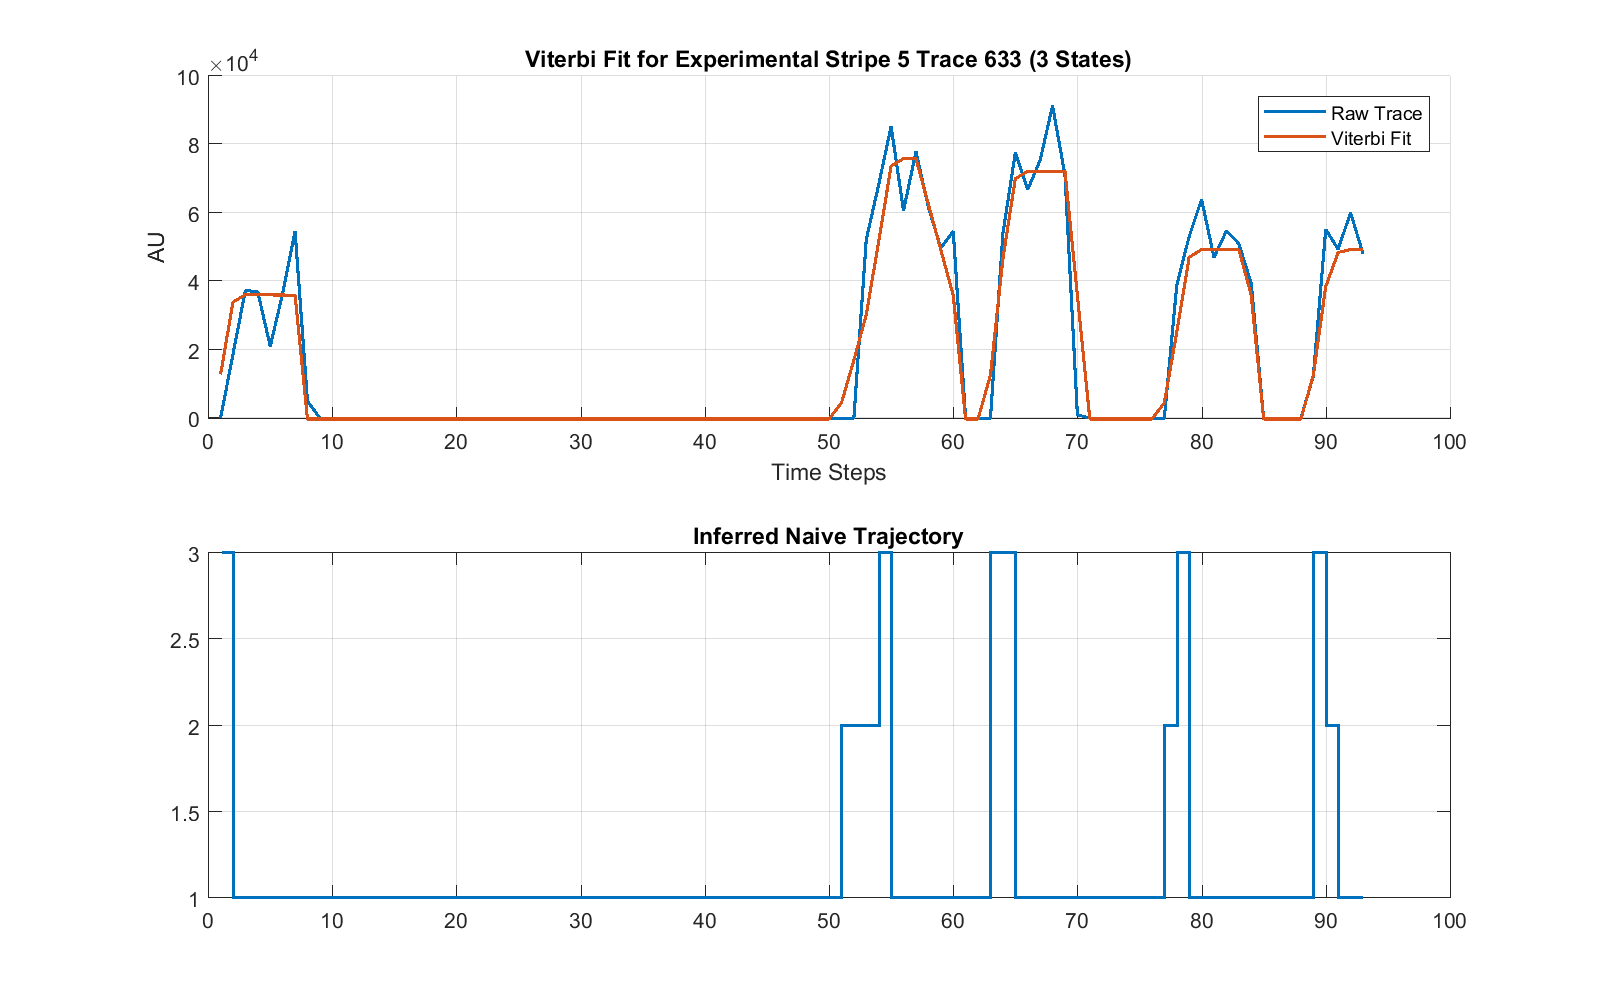 Viterbi Fit for Experimental Stripe 5 Trace 633 (3 States)
×10⁴
10
8
6
4
2
0
AU
Raw Trace
Viterbi Fit
0 10 20 30 40 50 60 70 80 90 100
Time Steps
Inferred Naive Trajectory
3
2.5
2
1.5
1
0 10 20 30 40 50 60 70 80 90 100